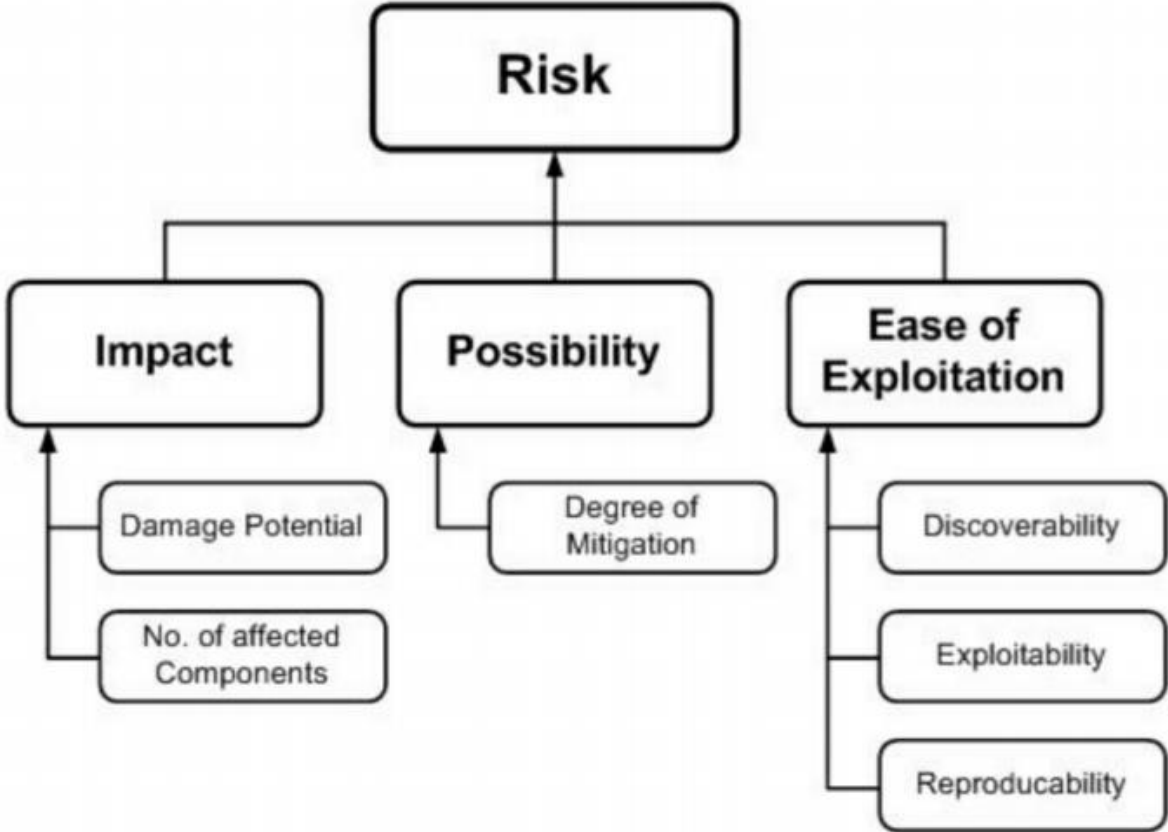 Risk
Impact
Possibility
Ease of
Exploitation
Damage Potential
No. of affected
Components
Degree of
Mitigation
Discoverability
Exploitability
Reproducability